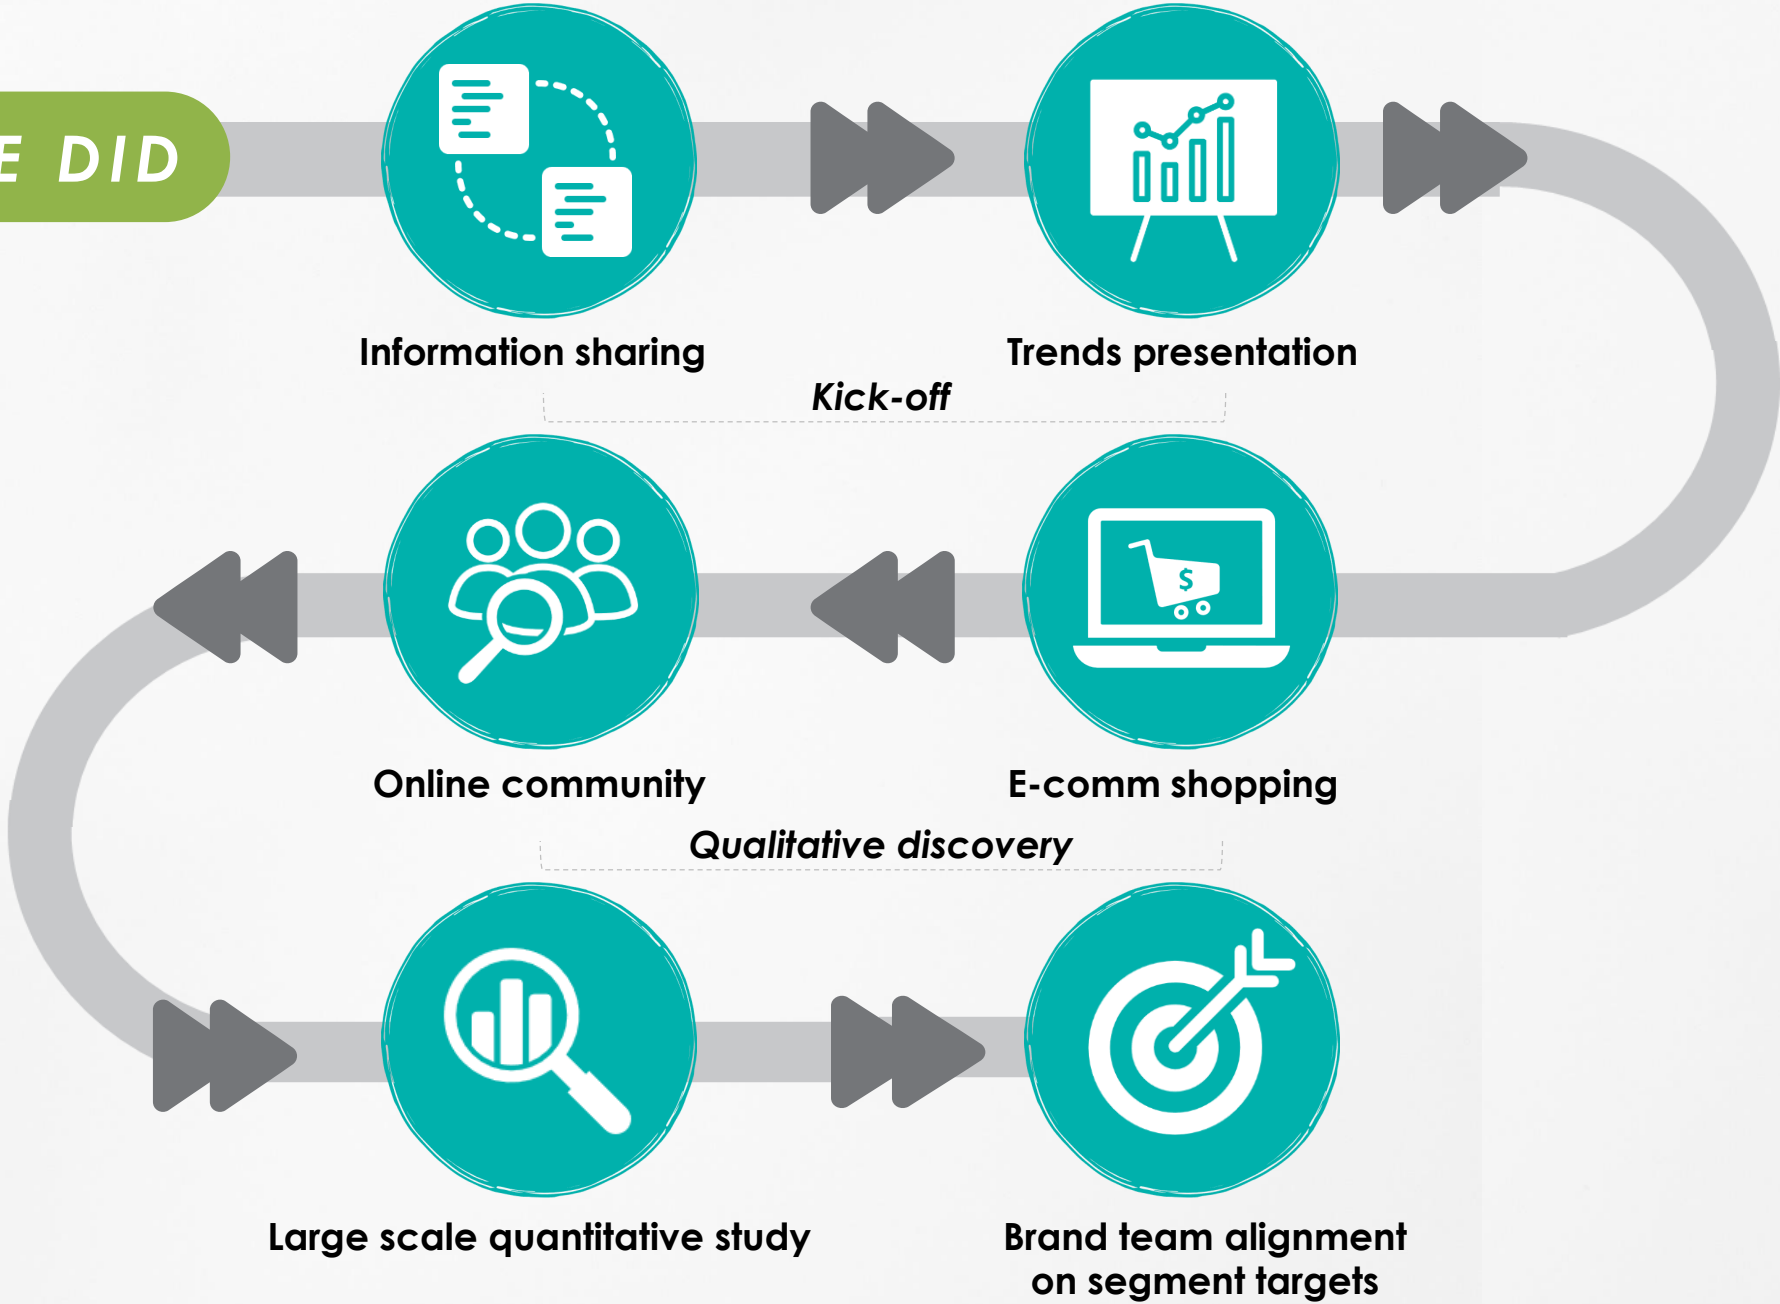 E DID
Information sharing
Trends presentation
Kick-off
$
Online community
E-comm shopping
Qualitative discovery
Large scale quantitative study
Brand team alignment
on segment targets